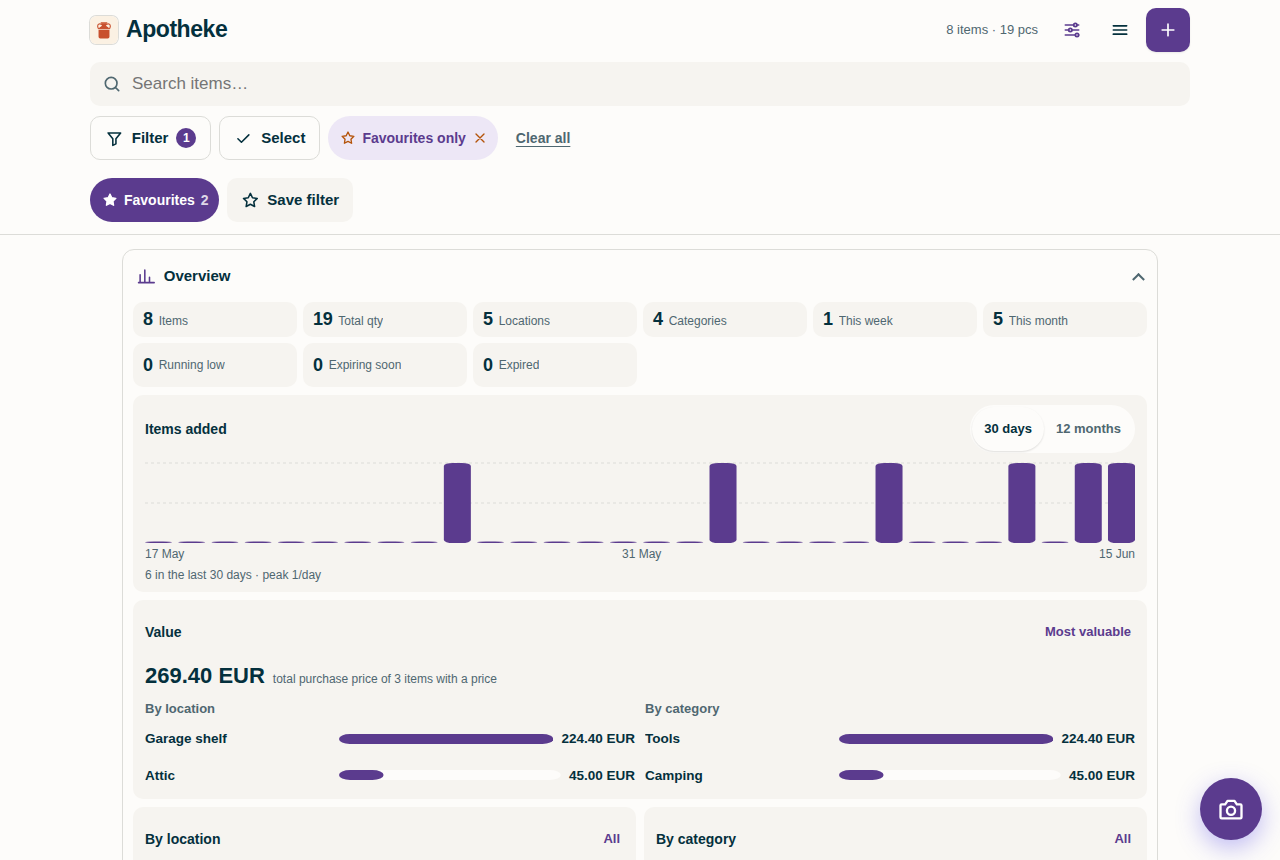 Apotheke
8 items · 19 pcs
Search items…
Filter 1
Select
Favourites only
Clear all
Favourites 2
Save filter
Overview
8 Items
19 Total qty
5 Locations
4 Categories
1 This week
5 This month
0 Running low
0 Expiring soon
0 Expired
Items added
30 days
12 months
17 May
31 May
15 Jun
6 in the last 30 days · peak 1/day
Value
Most valuable
269.40 EUR total purchase price of 3 items with a price
By location
By category
Garage shelf 224.40 EUR
Tools 224.40 EUR
Attic 45.00 EUR
Camping 45.00 EUR
By location
All
By category
All